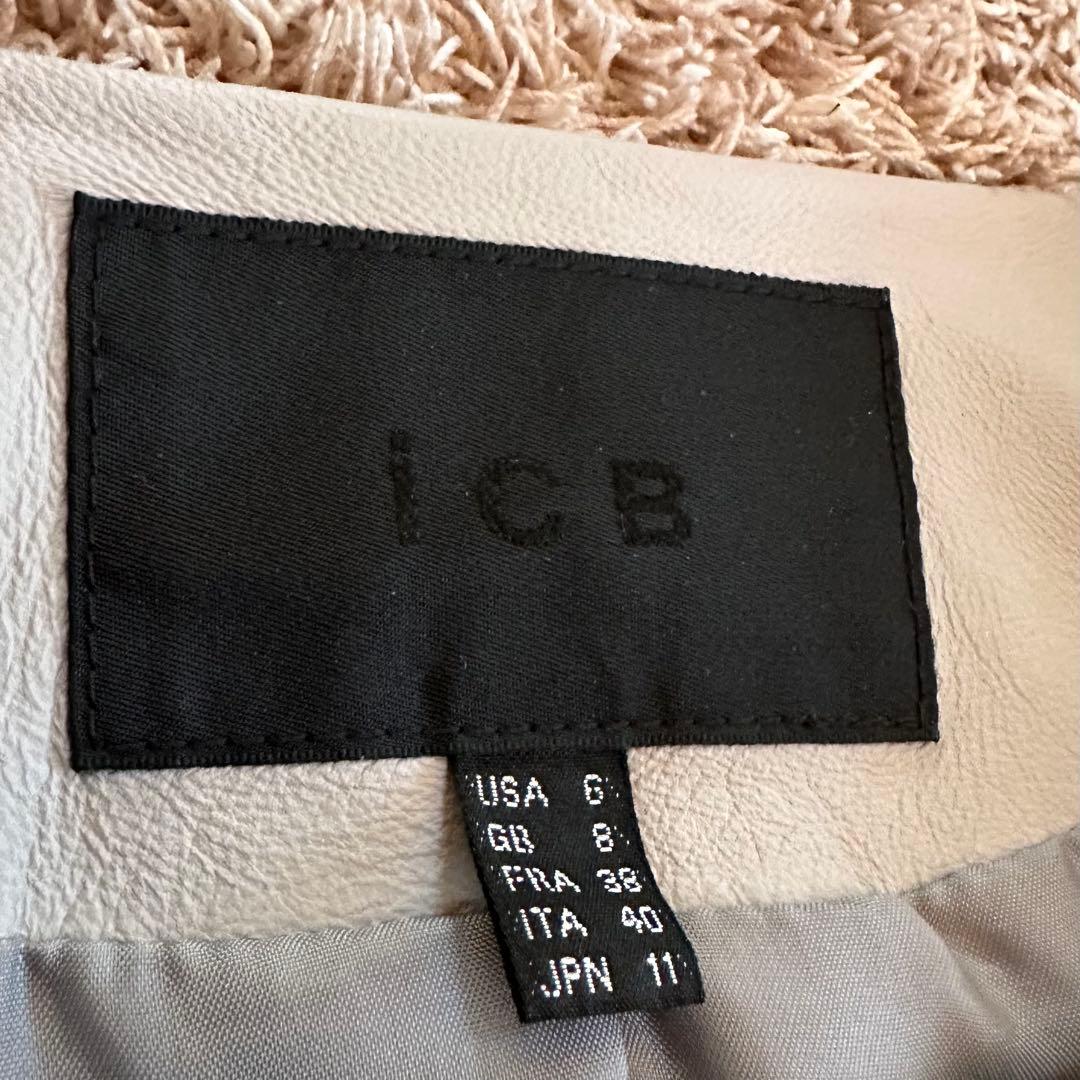 iCB
USA 6
GB 8
FRA 38
ITA 40
JPN 11